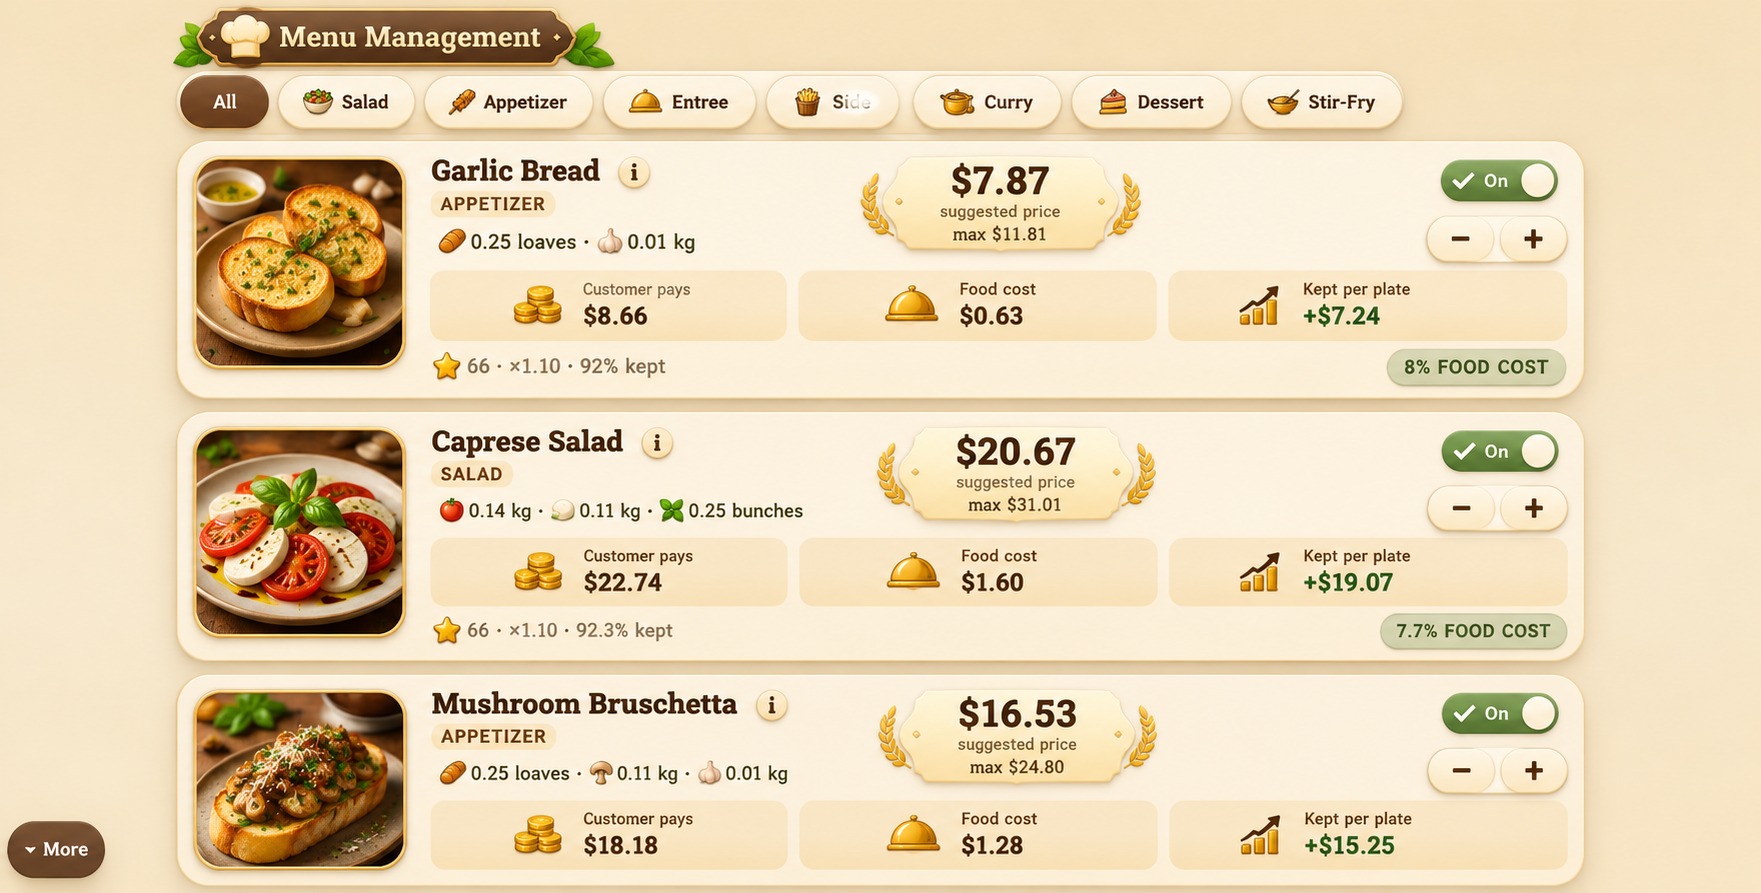 Menu Management
All
Salad
Appetizer
Entree
Side
Curry
Dessert
Stir-Fry
Garlic Bread i
APPETIZER
0.25 loaves · 0.01 kg
$7.87
suggested price
max $11.81
On
− +
Customer pays
$8.66
Food cost
$0.63
Kept per plate
+$7.24
66 · ×1.10 · 92% kept
8% FOOD COST
Caprese Salad i
SALAD
0.14 kg · 0.11 kg · 0.25 bunches
$20.67
suggested price
max $31.01
On
− +
Customer pays
$22.74
Food cost
$1.60
Kept per plate
+$19.07
66 · ×1.10 · 92.3% kept
7.7% FOOD COST
Mushroom Bruschetta i
APPETIZER
0.25 loaves · 0.11 kg · 0.01 kg
$16.53
suggested price
max $24.80
On
− +
Customer pays
$18.18
Food cost
$1.28
Kept per plate
+$15.25
More